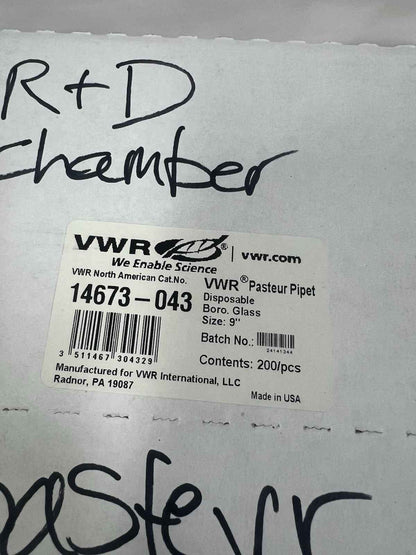 R + D
chamber
VWR® | vwr.com
We Enable Science
VWR North American Cat.No.
14673-043
VWR® Pasteur Pipet
Disposable
Boro. Glass
Size: 9"
Batch No.:
2414134A
3 511467 304329
Contents: 200/pcs
Manufactured for VWR International, LLC
Radnor, PA 19087
Made in USA
pasteur